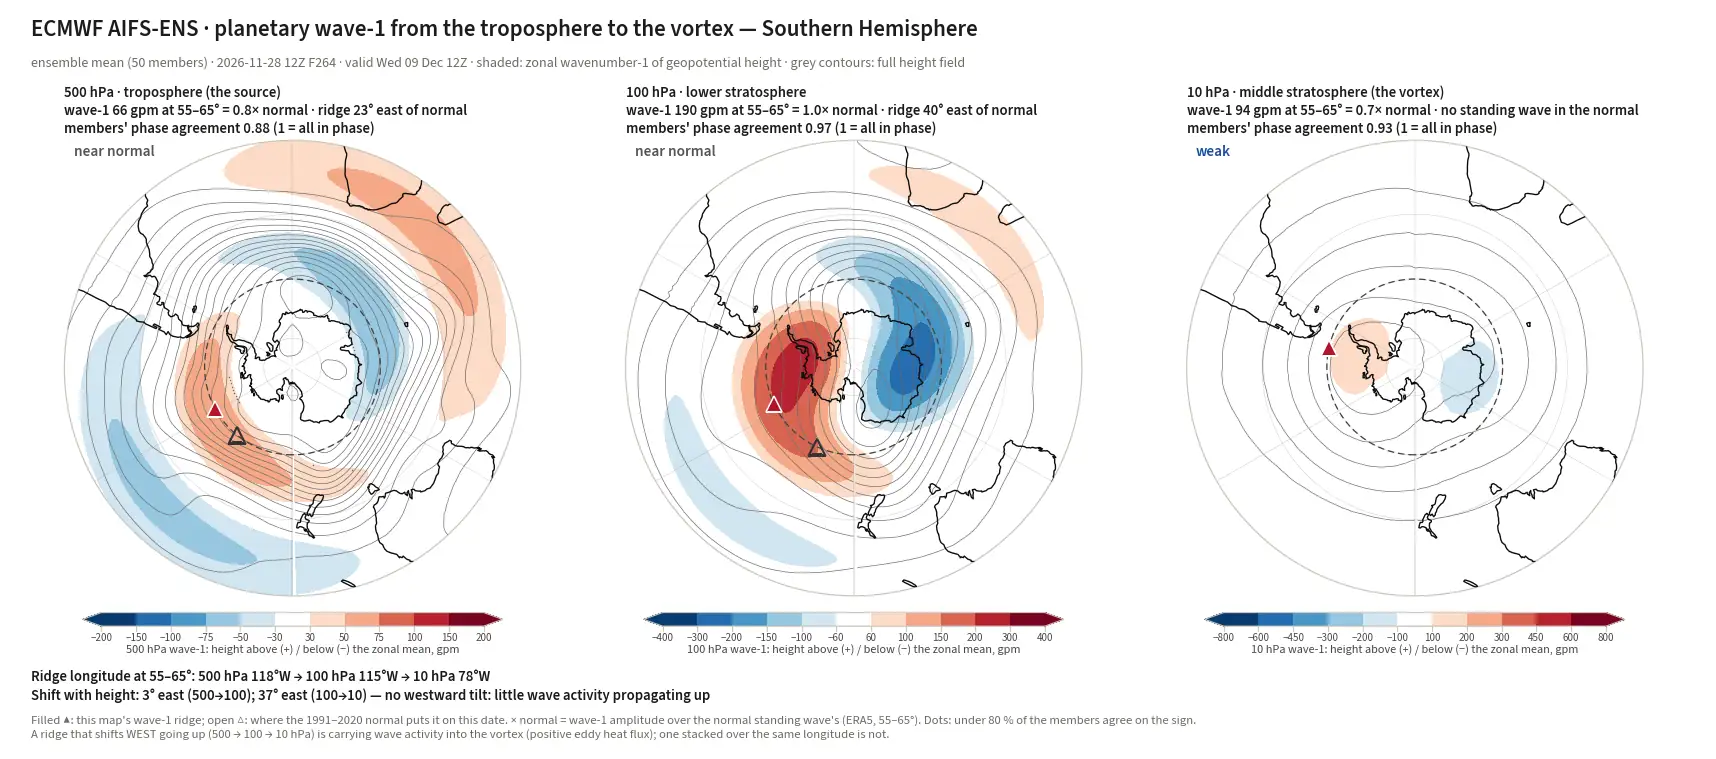 ECMWF AIFS-ENS · planetary wave-1 from the troposphere to the vortex — Southern Hemisphere
ensemble mean (50 members) · 2026-11-28 12Z F264 · valid Wed 09 Dec 12Z · shaded: zonal wavenumber-1 of geopotential height · grey contours: full height field
500 hPa · troposphere (the source)
wave-1 66 gpm at 55–65° = 0.8× normal · ridge 23° east of normal
members' phase agreement 0.88 (1 = all in phase)
near normal
100 hPa · lower stratosphere
wave-1 190 gpm at 55–65° = 1.0× normal · ridge 40° east of normal
members' phase agreement 0.97 (1 = all in phase)
near normal
10 hPa · middle stratosphere (the vortex)
wave-1 94 gpm at 55–65° = 0.7× normal · no standing wave in the normal
members' phase agreement 0.93 (1 = all in phase)
weak
−200 −150 −100 −75 −50 −30 30 50 75 100 150 200
500 hPa wave-1: height above (+) / below (−) the zonal mean, gpm
−400 −300 −200 −150 −100 −60 60 100 150 200 300 400
100 hPa wave-1: height above (+) / below (−) the zonal mean, gpm
−800 −600 −450 −300 −200 −100 100 200 300 450 600 800
10 hPa wave-1: height above (+) / below (−) the zonal mean, gpm
Ridge longitude at 55–65°: 500 hPa 118°W → 100 hPa 115°W → 10 hPa 78°W
Shift with height: 3° east (500→100); 37° east (100→10) — no westward tilt: little wave activity propagating up
Filled ▲: this map's wave-1 ridge; open △: where the 1991–2020 normal puts it on this date. × normal = wave-1 amplitude over the normal standing wave's (ERA5, 55–65°). Dots: under 80 % of the members agree on the sign.
A ridge that shifts WEST going up (500 → 100 → 10 hPa) is carrying wave activity into the vortex (positive eddy heat flux); one stacked over the same longitude is not.